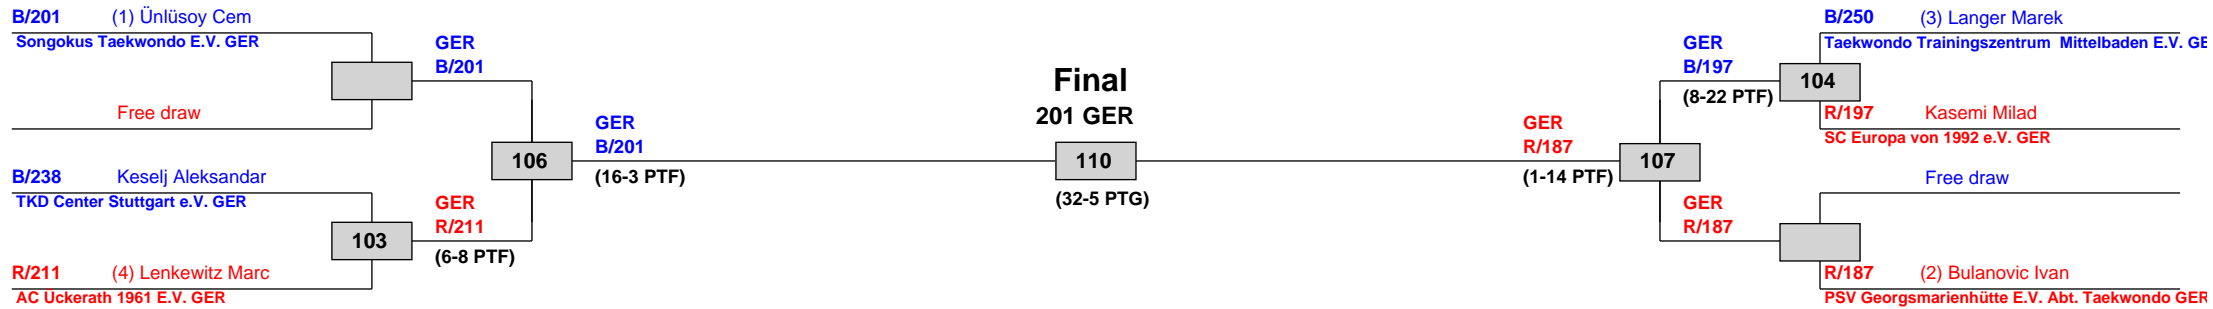 B/201 (1) Ünlüsoy Cem
Songokus Taekwondo E.V. GER
Free draw
GER
B/201
B/238 Keselj Aleksandar
TKD Center Stuttgart e.V. GER
103
R/211 (4) Lenkewitz Marc
AC Ückerath 1961 E.V. GER
GER
R/211
(6-8 PTF)
106
GER
B/201
(16-3 PTF)
Final
201 GER
110
(32-5 PTG)
GER
R/187
(1-14 PTF)
107
GER
B/197
(8-22 PTF)
104
B/250 (3) Langer Marek
Taekwondo Trainingszentrum Mittelbaden E.V. GE
R/197 Kasemi Milad
SC Europa von 1992 e.V. GER
Free draw
GER
R/187
R/187 (2) Bulanovic Ivan
PSV Georgsmarienhütte E.V. Abt. Taekwondo GER